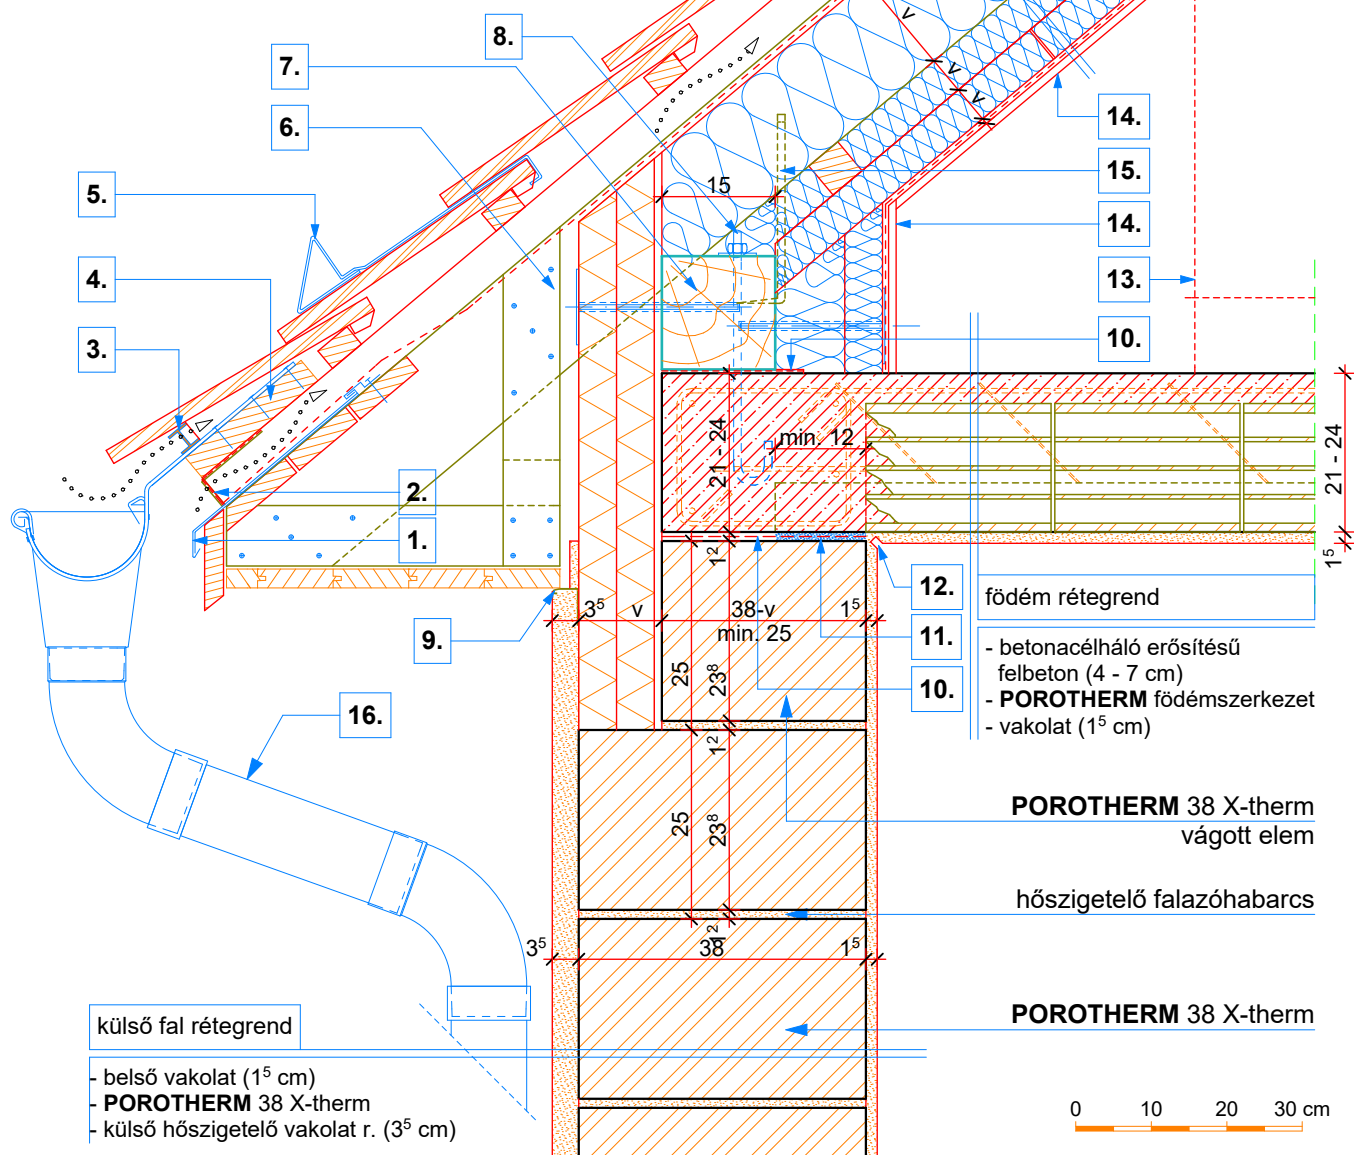 8.
7.
6.
5.
4.
3.
2.
1.
9.
16.
14.
15.
14.
13.
10.
12.
11.
10.
v
v
v
15
min. 12
21 - 24
21 - 24
1⁵
1²
3⁵
v
38-v
min. 25
1⁵
25
23⁸
1²
25
23⁸
1²
3⁵
38
1⁵
födém rétegrend
- betonacélháló erősítésű
felbeton (4 - 7 cm)
- POROTHERM födémszerkezet
- vakolat (1⁵ cm)
POROTHERM 38 X-therm
vágott elem
hőszigetelő falazóhabarcs
POROTHERM 38 X-therm
külső fal rétegrend
- belső vakolat (1⁵ cm)
- POROTHERM 38 X-therm
- külső hőszigetelő vakolat r. (3⁵ cm)
0 10 20 30 cm